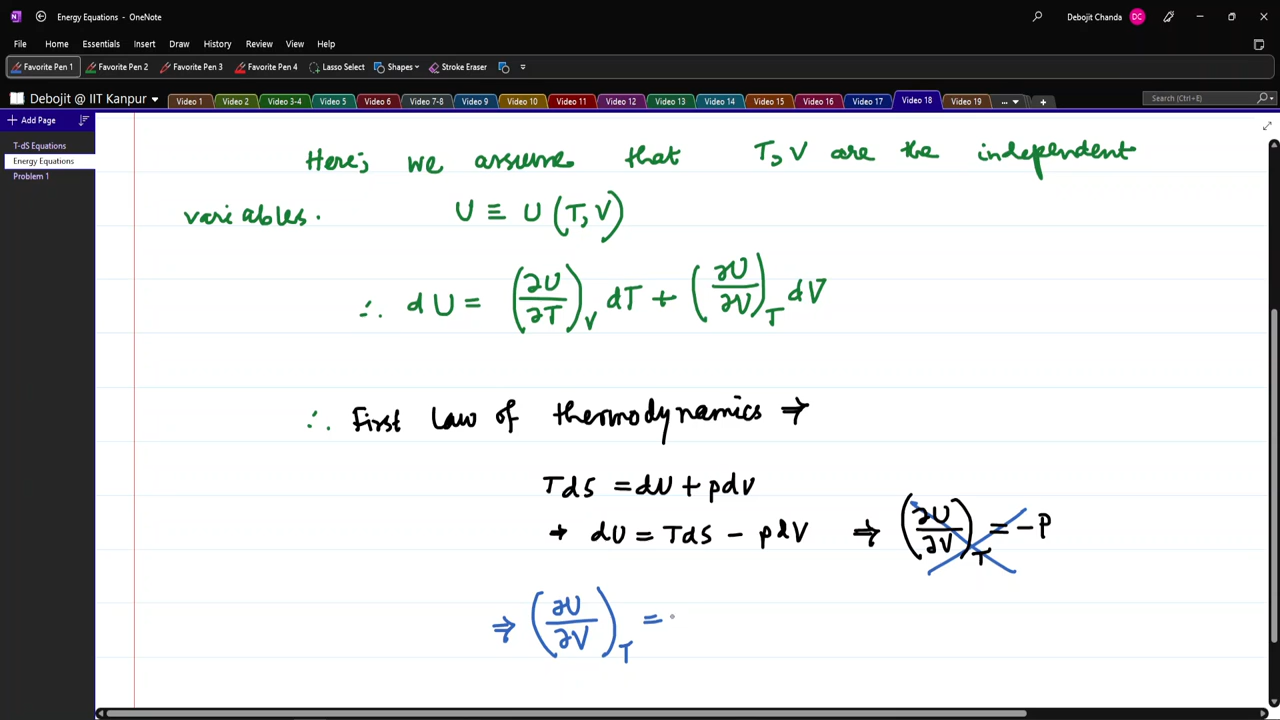 Energy Equations - OneNote
Debojit Chanda DC
File Home Essentials Insert Draw History Review View Help
Favorite Pen 1 Favorite Pen 2 Favorite Pen 3 Favorite Pen 4 Lasso Select Shapes Stroke Eraser
Debojit @ IIT Kanpur Video 1 Video 2 Video 3-4 Video 5 Video 6 Video 7-8 Video 9 Video 10 Video 11 Video 12 Video 13 Video 14 Video 15 Video 16 Video 17 Video 18 Video 19 ... Search (Ctrl+E)
Add Page
T-dS Equations
Energy Equations
Problem 1
Here, we assume that T, V are the independent
variables. U ≡ U (T, V)
∴ dU = (∂U/∂T)_V dT + (∂U/∂V)_T dV
∴ First law of thermodynamics ⇒
TdS = dU + pdV
→ dU = TdS - pdV ⇒ (∂U/∂V)_T = -P
⇒ (∂U/∂V)_T =